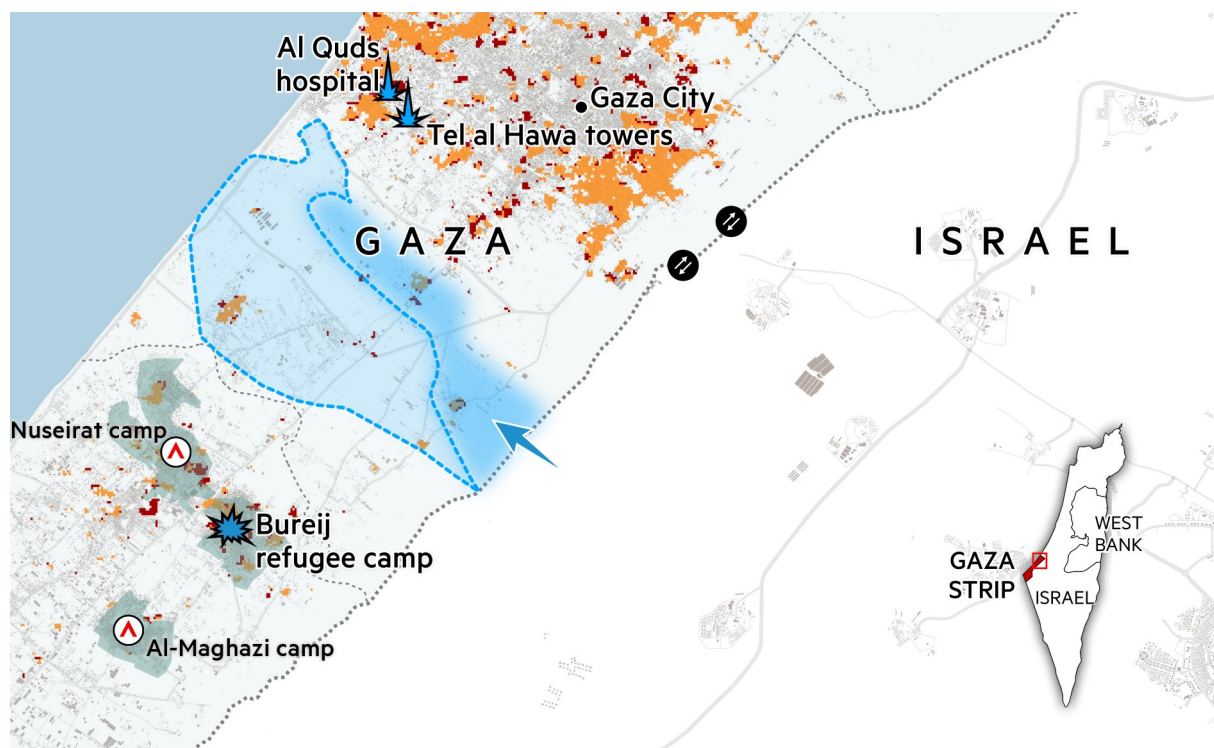 Al Quds
hospital
Gaza City
Tel al Hawa towers
GAZA
ISRAEL
Nuseirat camp
Bureij
refugee camp
Al-Maghazi camp
WEST
BANK
GAZA
STRIP
ISRAEL